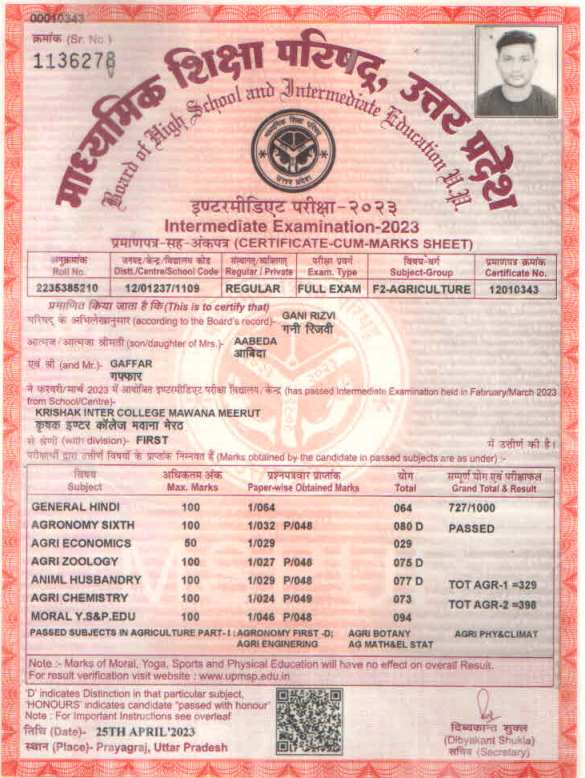 00010343
क्रमांक (Sr. No.)
1136278
माध्यमिक शिक्षा परिषद्, उत्तर प्रदेश
Board of High School and Intermediate Education U.P.
इण्टरमीडिएट परीक्षा-२०२३
Intermediate Examination-2023
प्रमाणपत्र-सह-अंकपत्र (CERTIFICATE-CUM-MARKS SHEET)
अनुक्रमांक जनपद/केन्द्र/विद्यालय कोड संस्थागत/व्यक्तिगत परीक्षा प्रवर्ग विषय-वर्ग प्रमाणपत्र क्रमांक
Roll No. Distt./Centre/School Code Regular / Private Exam. Type Subject-Group Certificate No.
2235385210 12/01237/1109 REGULAR FULL EXAM F2-AGRICULTURE 12010343
प्रमाणित किया जाता है कि (This is to certify that)
परिषद् के अभिलेखानुसार (according to the Board's record)- GANI RIZVI
गनी रिजवी
आत्मज / आत्मजा श्रीमती (son/daughter of Mrs.)- AABEDA
आबिदा
एवं श्री (and Mr.)- GAFFAR
गफ्फार
ने फरवरी/मार्च 2023 में आयोजित इण्टरमीडिएट परीक्षा विद्यालय/केन्द्र (has passed Intermediate Examination held in Fabruary/March 2023
from School/Centre)-
KRISHAK INTER COLLEGE MAWANA MEERUT
कृषक इण्टर कॉलेज मवाना मेरठ
से श्रेणी (with division)- FIRST में उत्तीर्ण की है।
परीक्षार्थी द्वारा उत्तीर्ण विषयों के प्राप्तांक निम्नवत हैं (Marks obtained by the candidate in passed subjects are as under) :-
विषय अधिकतम अंक प्रश्नपत्रवार प्राप्तांक योग सम्पूर्ण योग एवं परीक्षाफल
Subject Max. Marks Paper-wise Obtained Marks Total Grand Total & Result
GENERAL HINDI 100 1/064 064 727/1000
AGRONOMY SIXTH 100 1/032 P/048 080 D PASSED
AGRI ECONOMICS 50 1/029 029
AGRI ZOOLOGY 100 1/027 P/048 075 D
ANIML HUSBANDRY 100 1/029 P/048 077 D TOT AGR-1 =329
AGRI CHEMISTRY 100 1/024 P/049 073 TOT AGR-2 =398
MORAL Y.S&P.EDU 100 1/046 P/048 094
PASSED SUBJECTS IN AGRICULTURE PART-I : AGRONOMY FIRST -D; AGRI BOTANY AGRI PHY&CLIMAT
AGRI ENGINERING AG MATH&EL STAT
Note :- Marks of Moral, Yoga, Sports and Physical Education will have no effect on overall Result.
For result verification visit website : www.upmsp.edu.in
'D' indicates Distinction in that particular subject,
'HONOURS' indicates candidate "passed with honour"
Note : For Important Instructions see overleaf
तिथि (Date)- 25TH APRIL'2023
स्थान (Place)- Prayagraj, Uttar Pradesh
दिब्यकान्त शुक्ल
(Dibyakant Shukla)
सचिव (Secretary)